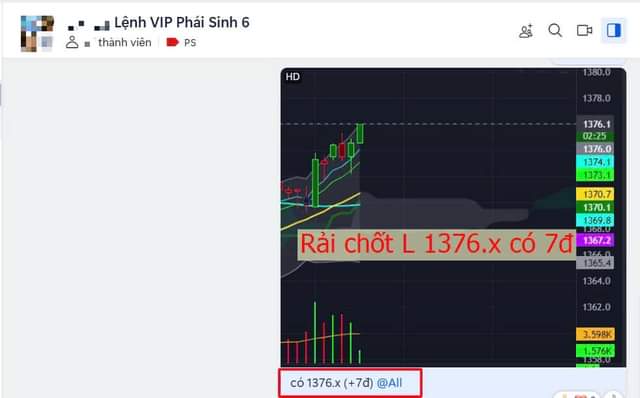 Lệnh VIP Phái Sinh 6
thành viên
PS
HD
1380.0
1378.0
1376.1
02:25
1376.0
1374.1
1373.1
1370.7
1370.1
1369.8
1368.0
Rải chốt L 1376.x có 7đ
1367.2
1365.4
1364.0
1362.0
3.598K
1.576K
1358.0
có 1376.x (+7đ) @All